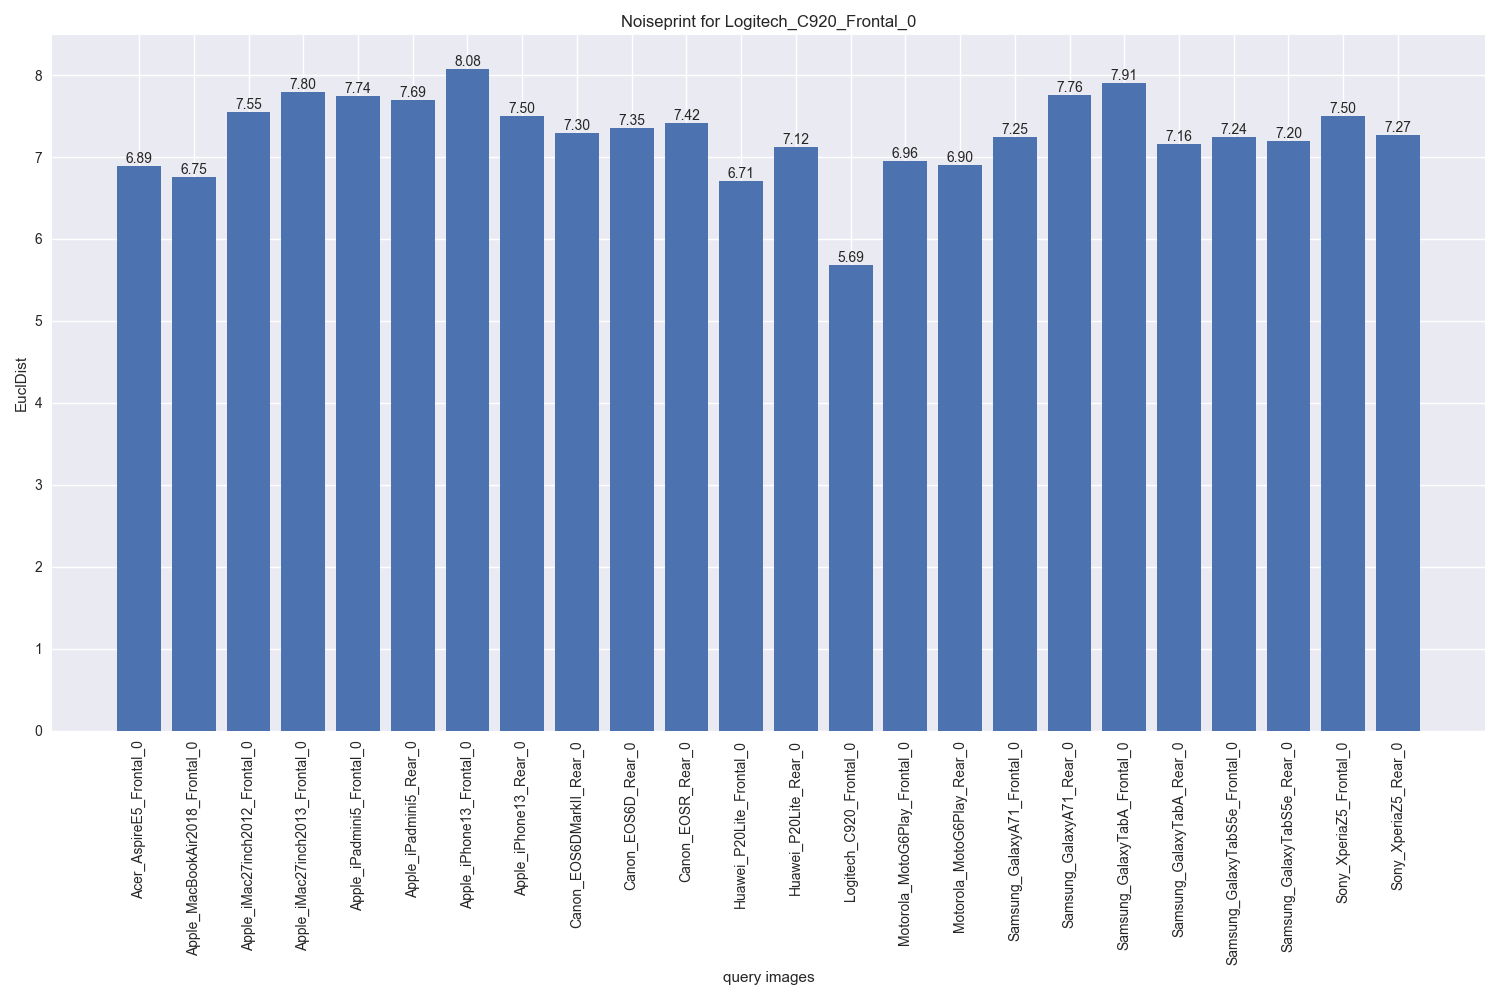 Noiseprint for Logitech_C920_Frontal_0
EuclDist
8
7
6
5
4
3
2
1
0
6.89
6.75
7.55
7.80
7.74
7.69
8.08
7.50
7.30
7.35
7.42
6.71
7.12
5.69
6.96
6.90
7.25
7.76
7.91
7.16
7.24
7.20
7.50
7.27
Acer_AspireE5_Frontal_0
Apple_MacBookAir2018_Frontal_0
Apple_iMac27inch2012_Frontal_0
Apple_iMac27inch2013_Frontal_0
Apple_iPadmini5_Frontal_0
Apple_iPadmini5_Rear_0
Apple_iPhone13_Frontal_0
Apple_iPhone13_Rear_0
Canon_EOS6DMarkII_Rear_0
Canon_EOS6D_Rear_0
Canon_EOSR_Rear_0
Huawei_P20Lite_Frontal_0
Huawei_P20Lite_Rear_0
Logitech_C920_Frontal_0
Motorola_MotoG6Play_Frontal_0
Motorola_MotoG6Play_Rear_0
Samsung_GalaxyA71_Frontal_0
Samsung_GalaxyA71_Rear_0
Samsung_GalaxyTabA_Frontal_0
Samsung_GalaxyTabA_Rear_0
Samsung_GalaxyTabS5e_Frontal_0
Samsung_GalaxyTabS5e_Rear_0
Sony_XperiaZ5_Frontal_0
Sony_XperiaZ5_Rear_0
query images